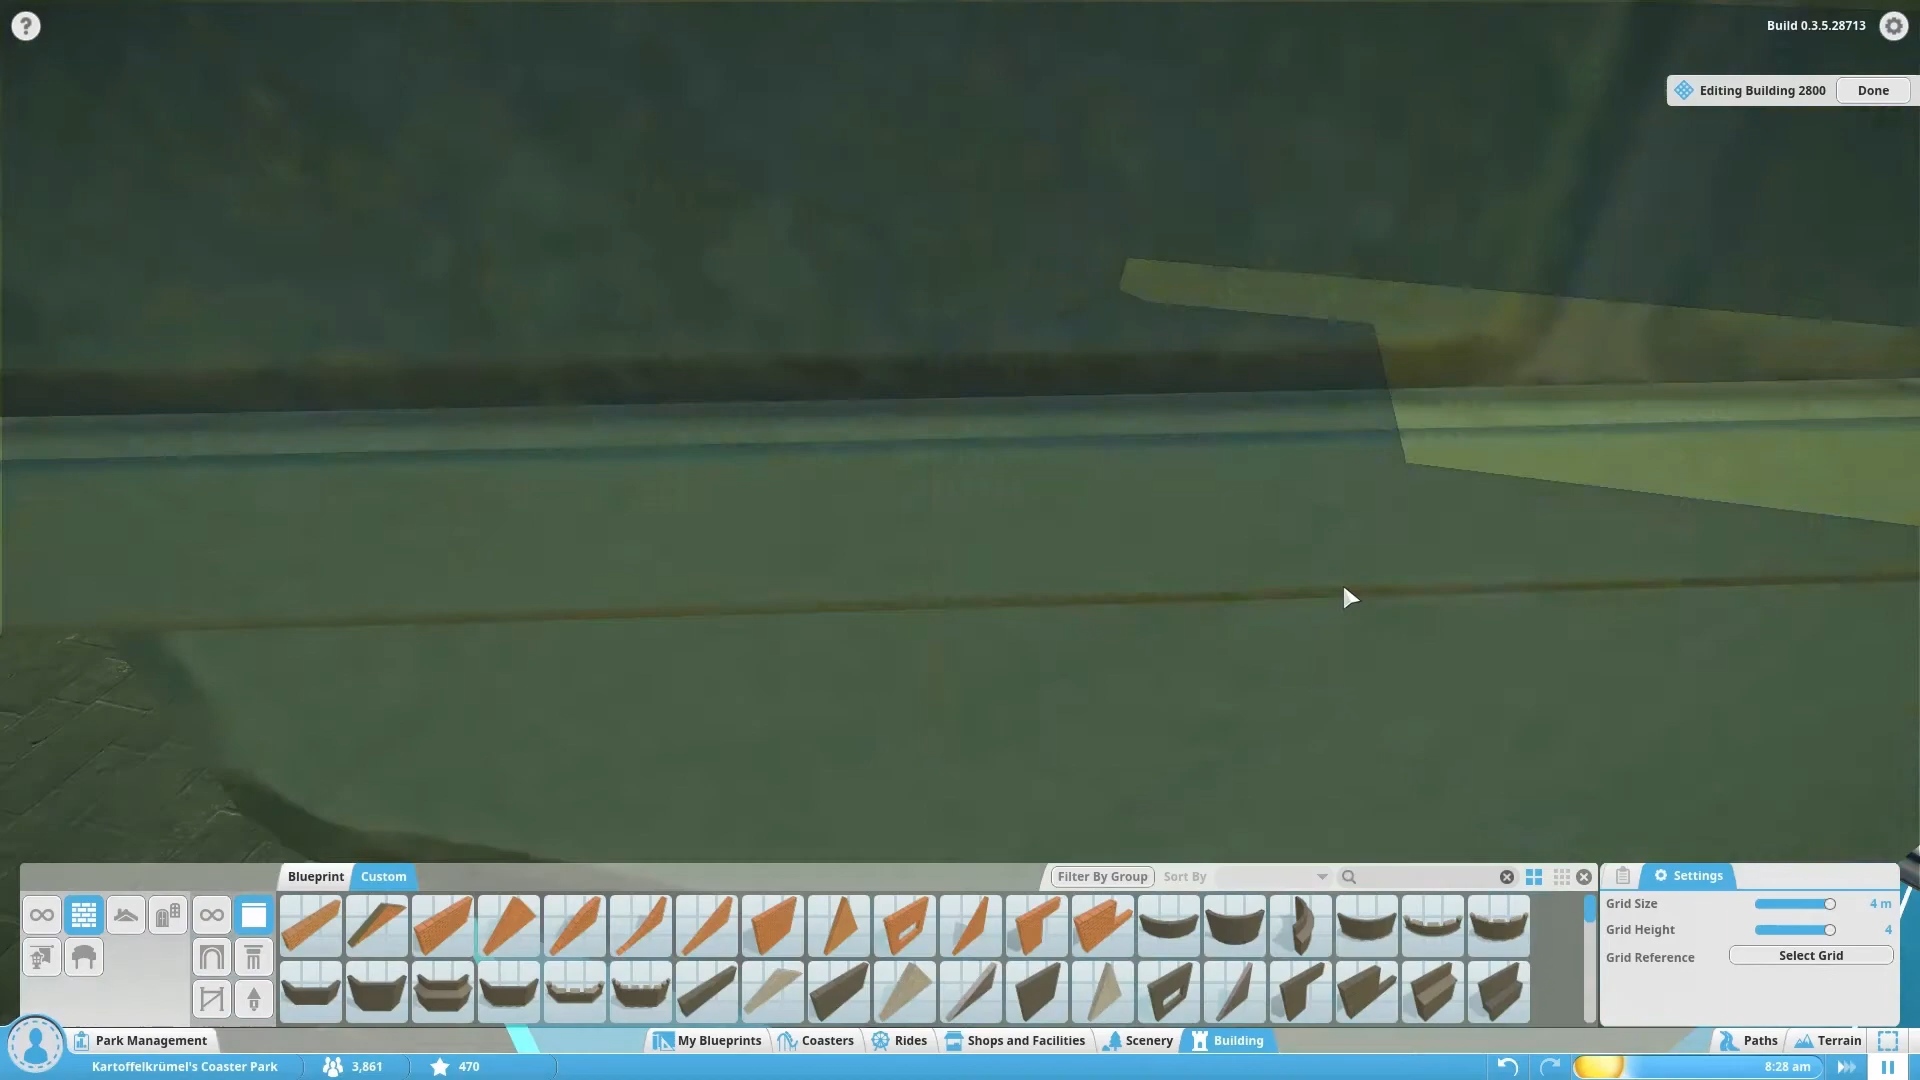 ?
Build 0.3.5.28713
Editing Building 2800
Done
Blueprint
Custom
Filter By Group
Sort By
Settings
Grid Size
4 m
Grid Height
4
Grid Reference
Select Grid
Park Management
My Blueprints
Coasters
Rides
Shops and Facilities
Scenery
Building
Paths
Terrain
Kartoffelkrümel's Coaster Park
3,861
470
8:28 am